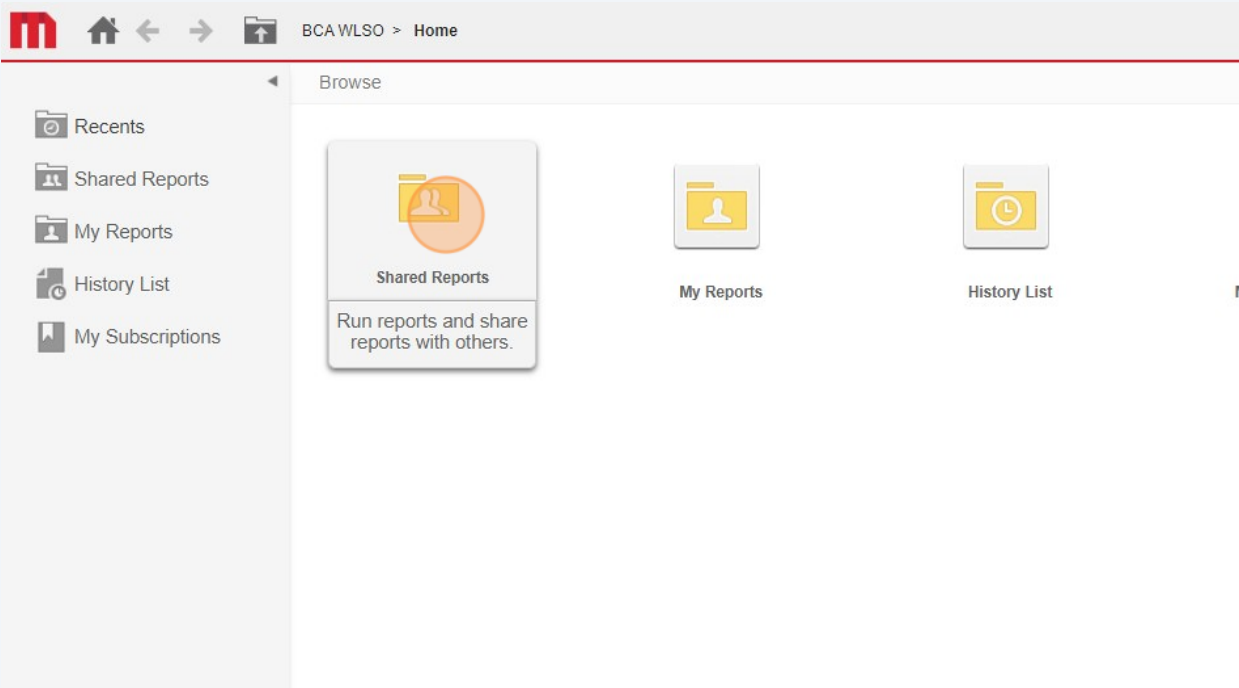 BCA WLSO > Home
Browse
Recents
Shared Reports
My Reports
History List
My Subscriptions
Shared Reports
Run reports and share
reports with others.
My Reports
History List